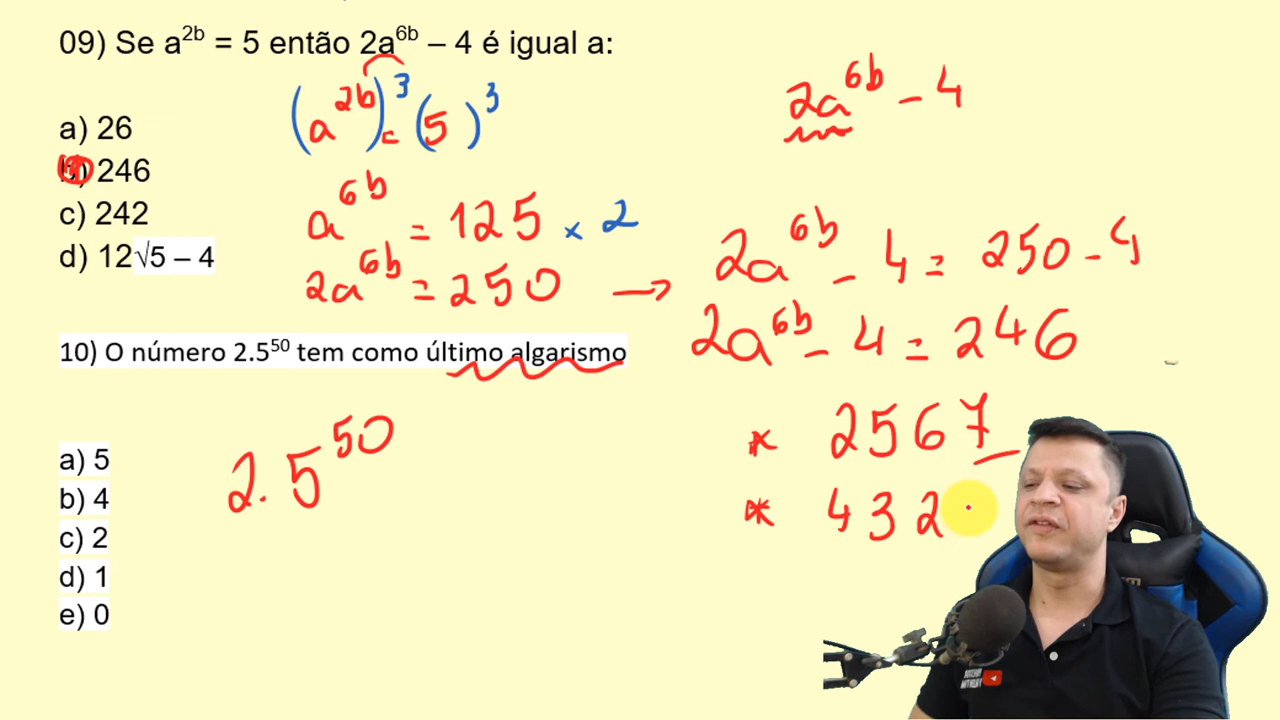 09) Se a²ᵇ = 5 então 2a⁶ᵇ – 4 é igual a:
a) 26
b) 246
c) 242
d) 12√5 – 4
(a²ᵇ)³ = (5)³
a⁶ᵇ = 125 × 2
2a⁶ᵇ = 250 →
2a⁶ᵇ – 4
2a⁶ᵇ – 4 = 250 – 4
2a⁶ᵇ – 4 = 246
10) O número 2.5⁵⁰ tem como último algarismo
a) 5
b) 4
c) 2
d) 1
e) 0
2.5⁵⁰
* 2567
* 432